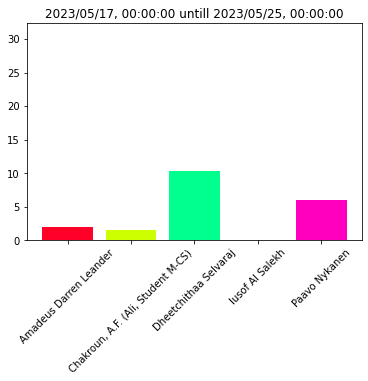 2023/05/17, 00:00:00 untill 2023/05/25, 00:00:00
30
25
20
15
10
5
0
Amadeus Darren Leander
Chakroun, A.F. (Ali, Student M-CS)
Dheetchithaa Selvaraj
Iusof Al Salekh
Paavo Nykanen